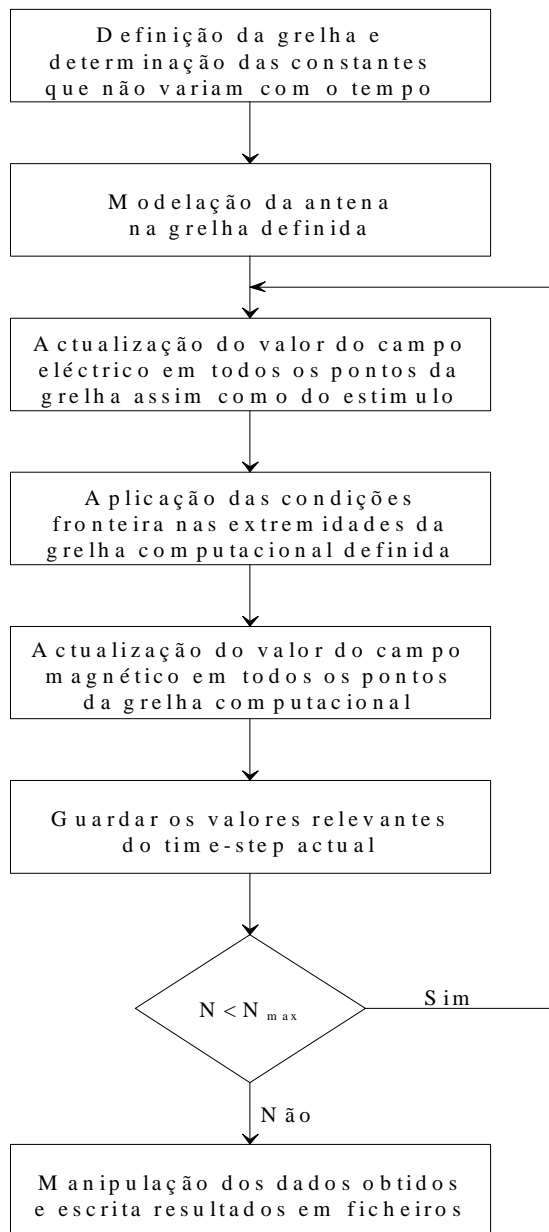 Definição da grelha e
determinação das constantes
que não variam com o tempo
Modelação da antena
na grelha definida
Actualização do valor do campo
eléctrico em todos os pontos da
grelha assim como do estimulo
Aplicação das condições
fronteira nas extremidades da
grelha computacional definida
Actualização do valor do campo
magnético em todos os pontos
da grelha computacional
Guardar os valores relevantes
do time-step actual
N < N max
Sim
Não
Manipulação dos dados obtidos
e escrita resultados em ficheiros